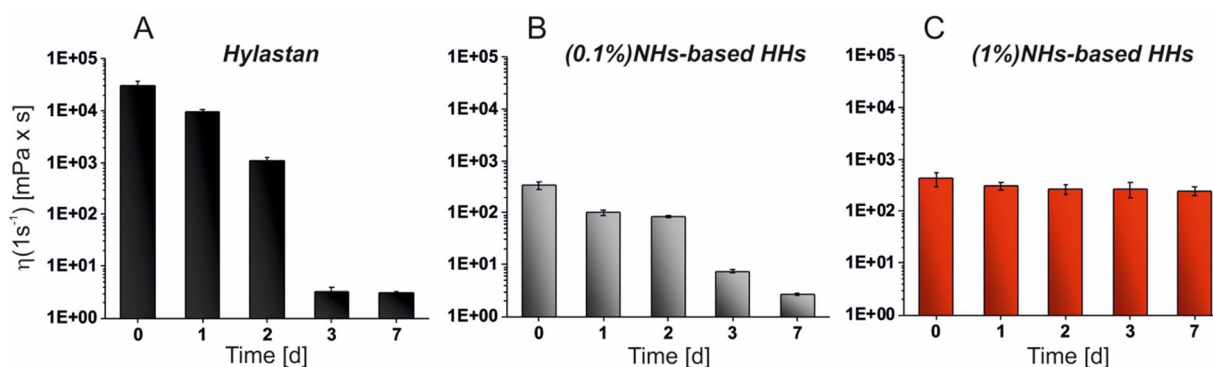 A
Hylastan
η(1s⁻¹) [mPa x s]
1E+05
1E+04
1E+03
1E+02
1E+01
1E+00
0 1 2 3 7
Time [d]
B
(0.1%)NHs-based HHs
1E+05
1E+04
1E+03
1E+02
1E+01
1E+00
0 1 2 3 7
Time [d]
C
(1%)NHs-based HHs
1E+05
1E+04
1E+03
1E+02
1E+01
1E+00
0 1 2 3 7
Time [d]